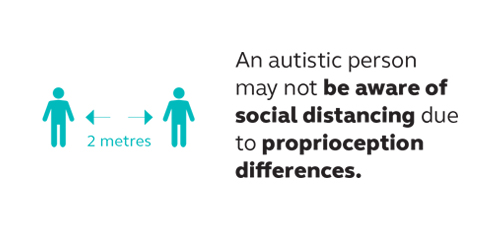 2 metres
An autistic person
may not be aware of
social distancing due
to proprioception
differences.